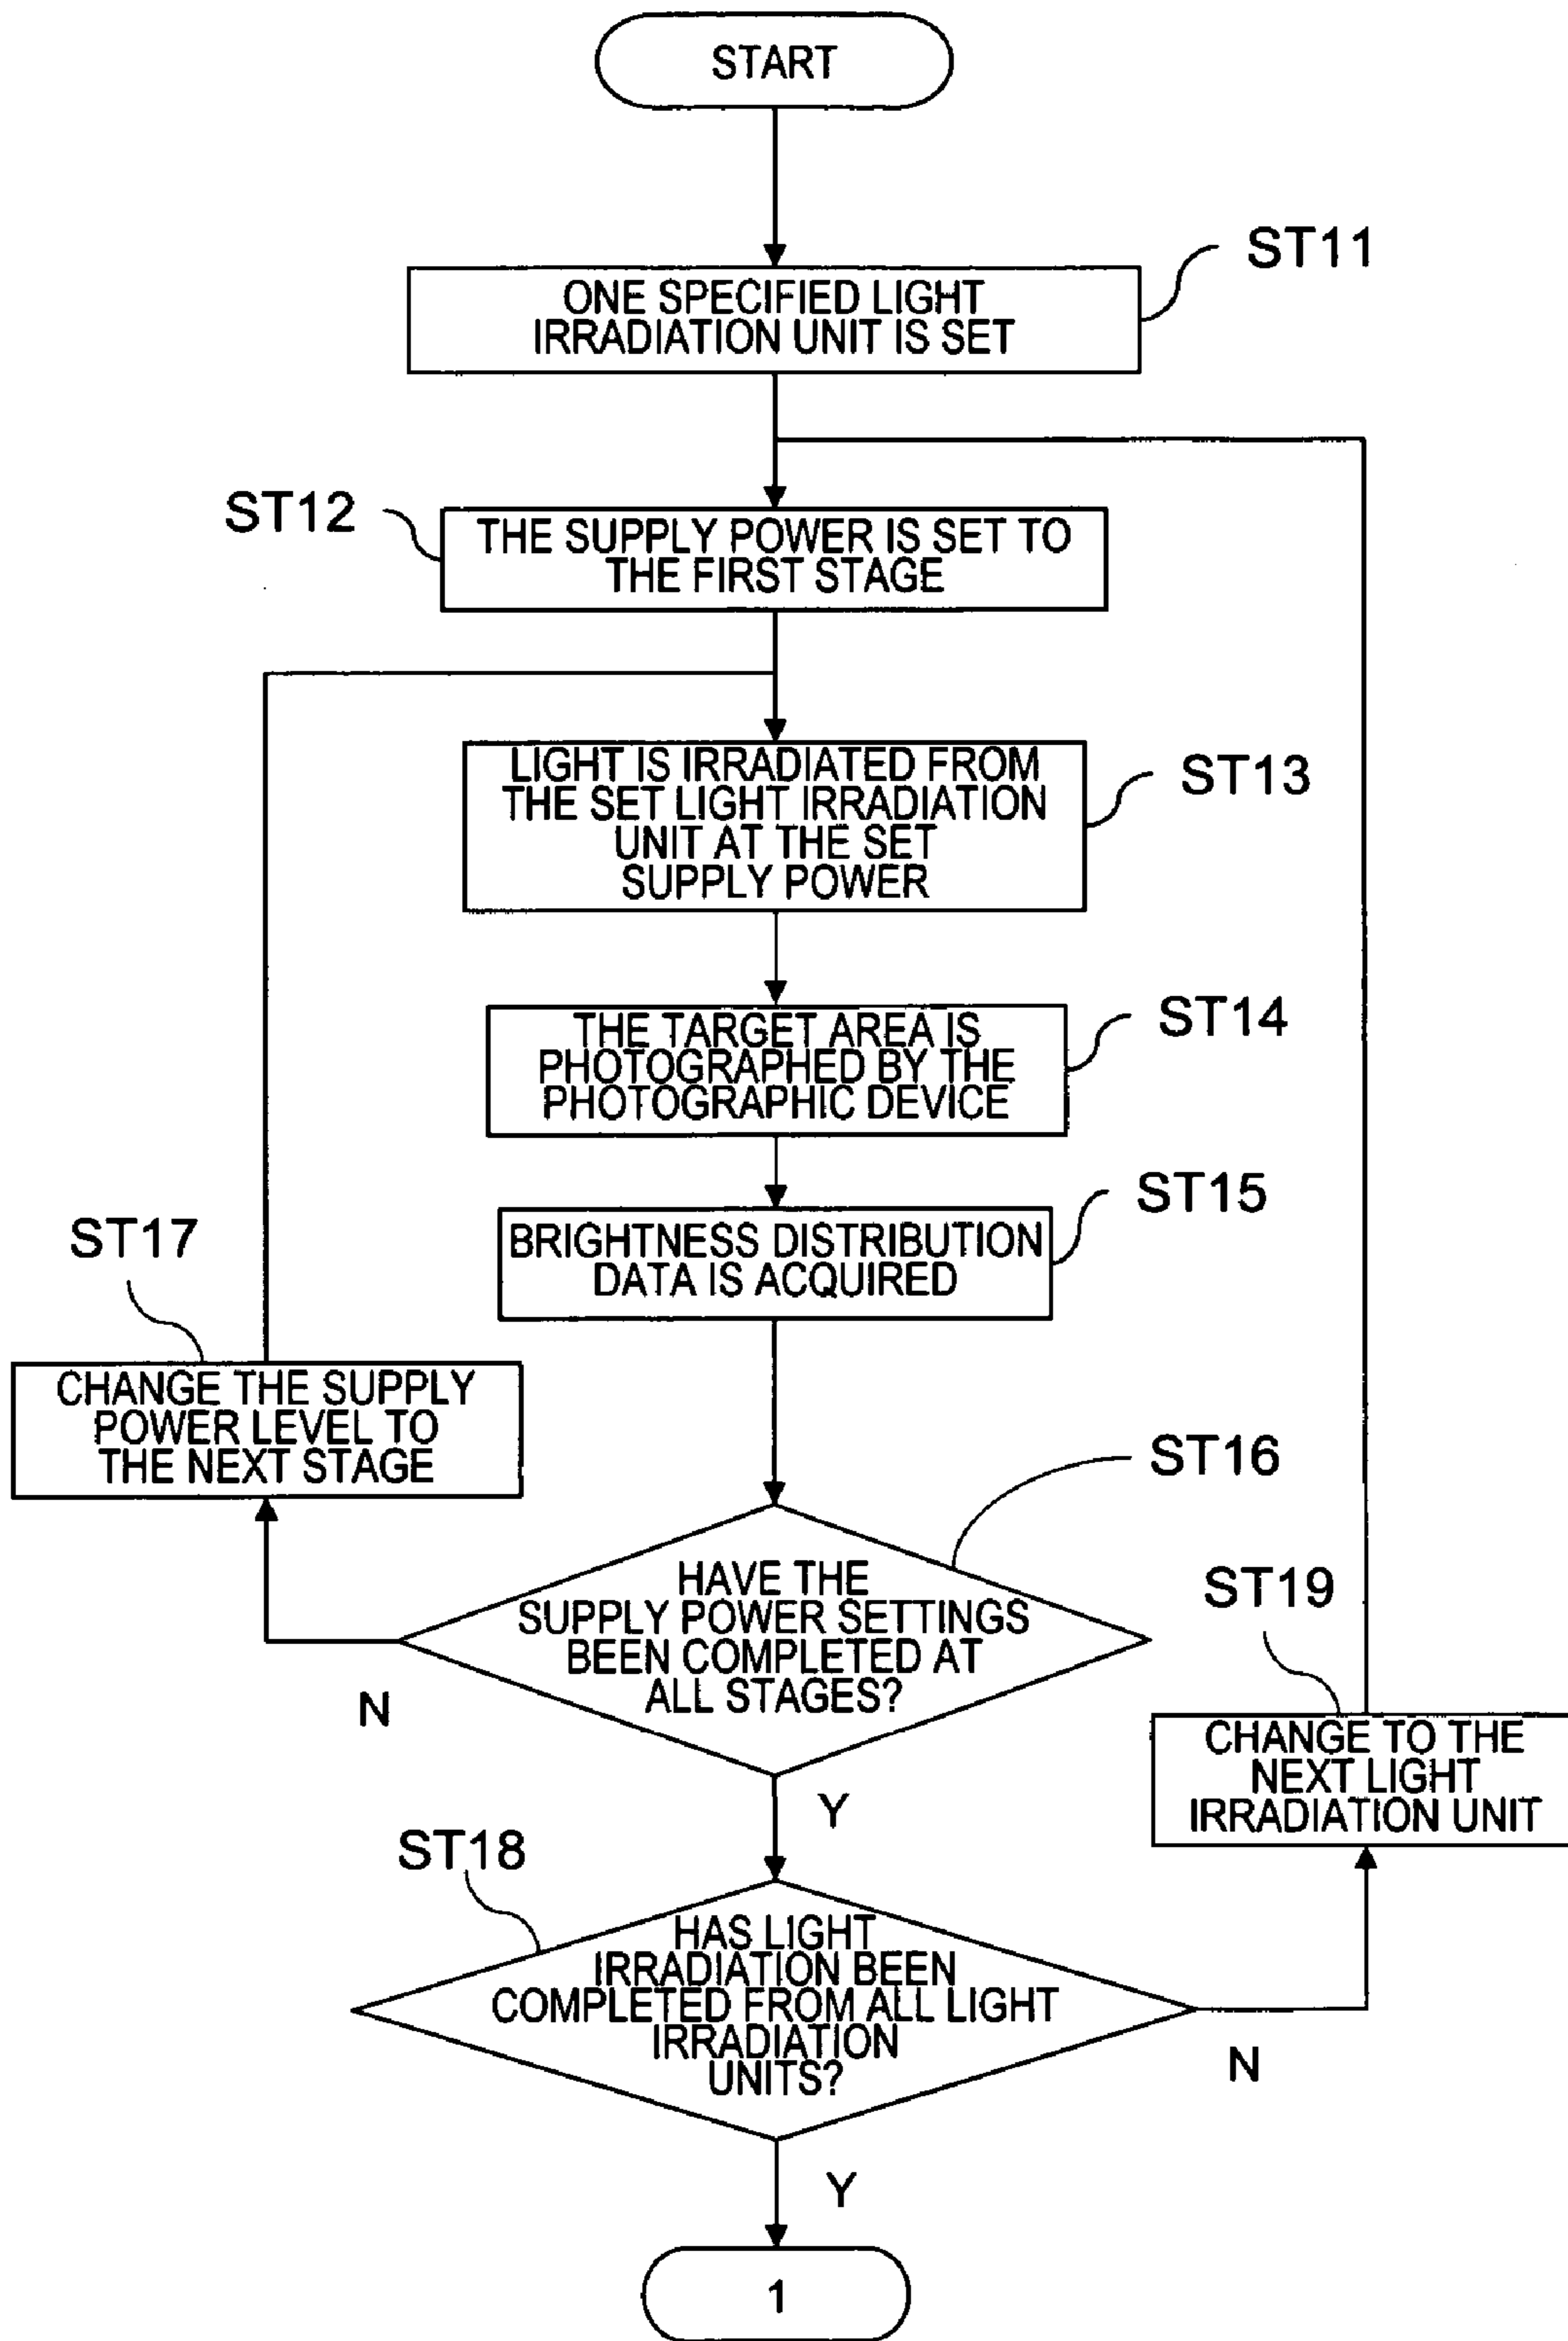 START
ST11
ONE SPECIFIED LIGHT
IRRADIATION UNIT IS SET
ST12
THE SUPPLY POWER IS SET TO
THE FIRST STAGE
ST13
LIGHT IS IRRADIATED FROM
THE SET LIGHT IRRADIATION
UNIT AT THE SET
SUPPLY POWER
ST14
THE TARGET AREA IS
PHOTOGRAPHED BY THE
PHOTOGRAPHIC DEVICE
ST15
BRIGHTNESS DISTRIBUTION
DATA IS ACQUIRED
ST17
CHANGE THE SUPPLY
POWER LEVEL TO
THE NEXT STAGE
ST16
HAVE THE
SUPPLY POWER SETTINGS
BEEN COMPLETED AT
ALL STAGES?
N
Y
ST19
CHANGE TO THE
NEXT LIGHT
IRRADIATION UNIT
ST18
HAS LIGHT
IRRADIATION BEEN
COMPLETED FROM ALL LIGHT
IRRADIATION
UNITS?
N
Y
1